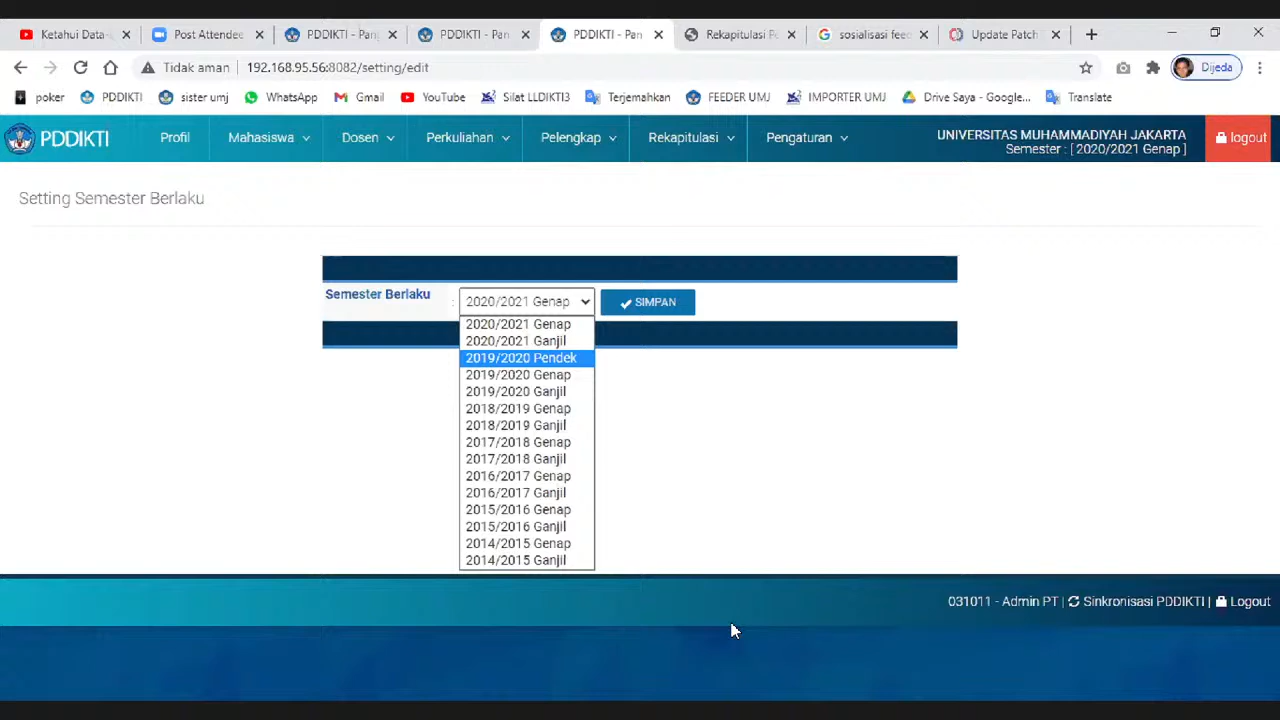 Ketahui Data-
Post Attendee
PDDIKTI - Pan
PDDIKTI - Pan
PDDIKTI - Pan
Rekapitulasi P
sosialisasi feed
Update Patch
Tidak aman
192.168.95.56:8082/setting/edit
Dijeda
poker
PDDIKTI
sister umj
WhatsApp
Gmail
YouTube
Silat LLDIKTI3
Terjemahkan
FEEDER UMJ
IMPORTER UMJ
Drive Saya - Google...
Translate
PDDIKTI
Profil
Mahasiswa
Dosen
Perkuliahan
Pelengkap
Rekapitulasi
Pengaturan
UNIVERSITAS MUHAMMADIYAH JAKARTA
Semester : [ 2020/2021 Genap ]
logout
Setting Semester Berlaku
Semester Berlaku
:
2020/2021 Genap
SIMPAN
2020/2021 Genap
2020/2021 Ganjil
2019/2020 Pendek
2019/2020 Genap
2019/2020 Ganjil
2018/2019 Genap
2018/2019 Ganjil
2017/2018 Genap
2017/2018 Ganjil
2016/2017 Genap
2016/2017 Ganjil
2015/2016 Genap
2015/2016 Ganjil
2014/2015 Genap
2014/2015 Ganjil
031011 - Admin PT | Sinkronisasi PDDIKTI | Logout